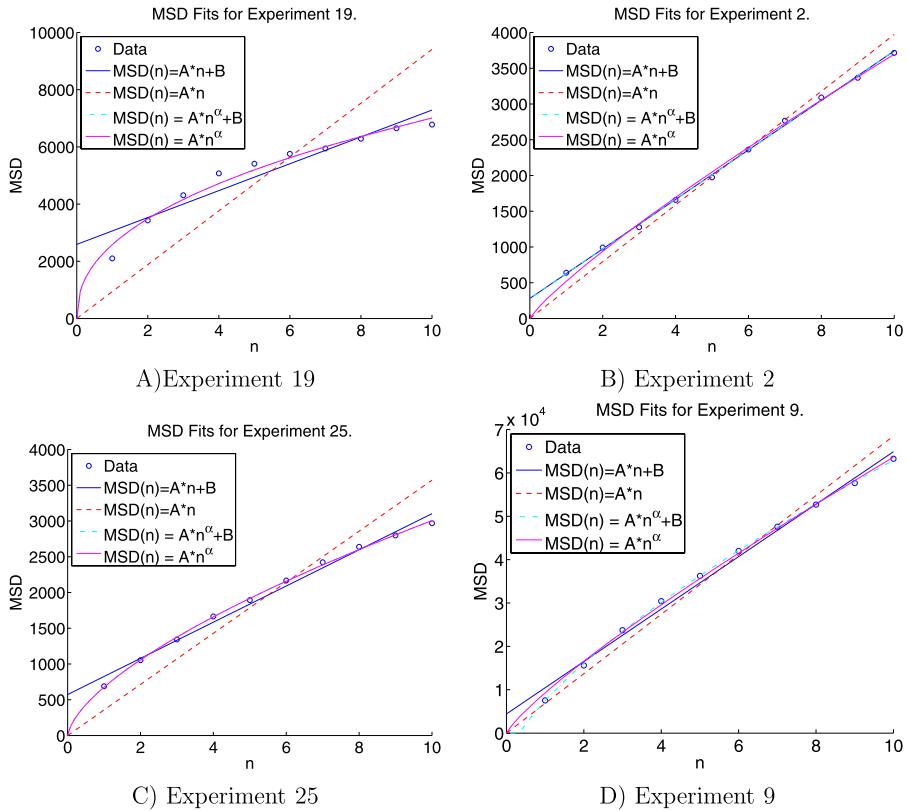 MSD Fits for Experiment 19.
10000
8000
6000
4000
2000
0
MSD
Data
MSD(n)=A*n+B
MSD(n)=A*n
MSD(n) = A*n^α+B
MSD(n) = A*n^α
0 2 4 6 8 10
n
A)Experiment 19
MSD Fits for Experiment 2.
4000
3500
3000
2500
2000
1500
1000
500
0
MSD
Data
MSD(n)=A*n+B
MSD(n)=A*n
MSD(n) = A*n^α+B
MSD(n) = A*n^α
0 2 4 6 8 10
n
B) Experiment 2
MSD Fits for Experiment 25.
4000
3500
3000
2500
2000
1500
1000
500
0
MSD
Data
MSD(n)=A*n+B
MSD(n)=A*n
MSD(n) = A*n^α+B
MSD(n) = A*n^α
0 2 4 6 8 10
n
C) Experiment 25
MSD Fits for Experiment 9.
x 10^4
7
6
5
4
3
2
1
0
MSD
Data
MSD(n)=A*n+B
MSD(n)=A*n
MSD(n) = A*n^α+B
MSD(n) = A*n^α
0 2 4 6 8 10
n
D) Experiment 9